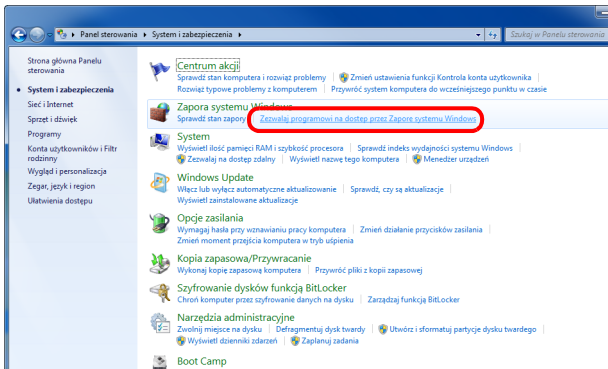 Panel sterowania ▸ System i zabezpieczenia ▸
Szukaj w Panelu sterowania
Strona główna Panelu
sterowania
System i zabezpieczenia
Sieć i Internet
Sprzęt i dźwięk
Programy
Konta użytkowników i Filtr
rodzinny
Wygląd i personalizacja
Zegar, język i region
Ułatwienia dostępu
Centrum akcji
Sprawdź stan komputera i rozwiąż problemy | Zmień ustawienia funkcji Kontrola konta użytkownika |
Rozwiąż typowe problemy z komputerem | Przywróć system komputera do wcześniejszego punktu w czasie
Zapora systemu Windows
Sprawdź stan zapory | Zezwalaj programowi na dostęp przez Zaporę systemu Windows
System
Wyświetl ilość pamięci RAM i szybkość procesora | Sprawdź indeks wydajności systemu Windows |
Zezwalaj na dostęp zdalny | Wyświetl nazwę tego komputera | Menedżer urządzeń
Windows Update
Włącz lub wyłącz automatyczne aktualizowanie | Sprawdź, czy są aktualizacje |
Wyświetl zainstalowane aktualizacje
Opcje zasilania
Wymagaj hasła przy wznawianiu pracy komputera | Zmień działanie przycisków zasilania |
Zmień moment przejścia komputera w tryb uśpienia
Kopia zapasowa/Przywracanie
Wykonaj kopię zapasową komputera | Przywróć pliki z kopii zapasowej
Szyfrowanie dysków funkcją BitLocker
Chroń komputer przez szyfrowanie danych na dysku | Zarządzaj funkcją BitLocker
Narzędzia administracyjne
Zwolnij miejsce na dysku | Defragmentuj dysk twardy | Utwórz i sformatuj partycje dysku twardego |
Wyświetl dzienniki zdarzeń | Zaplanuj zadania
Boot Camp